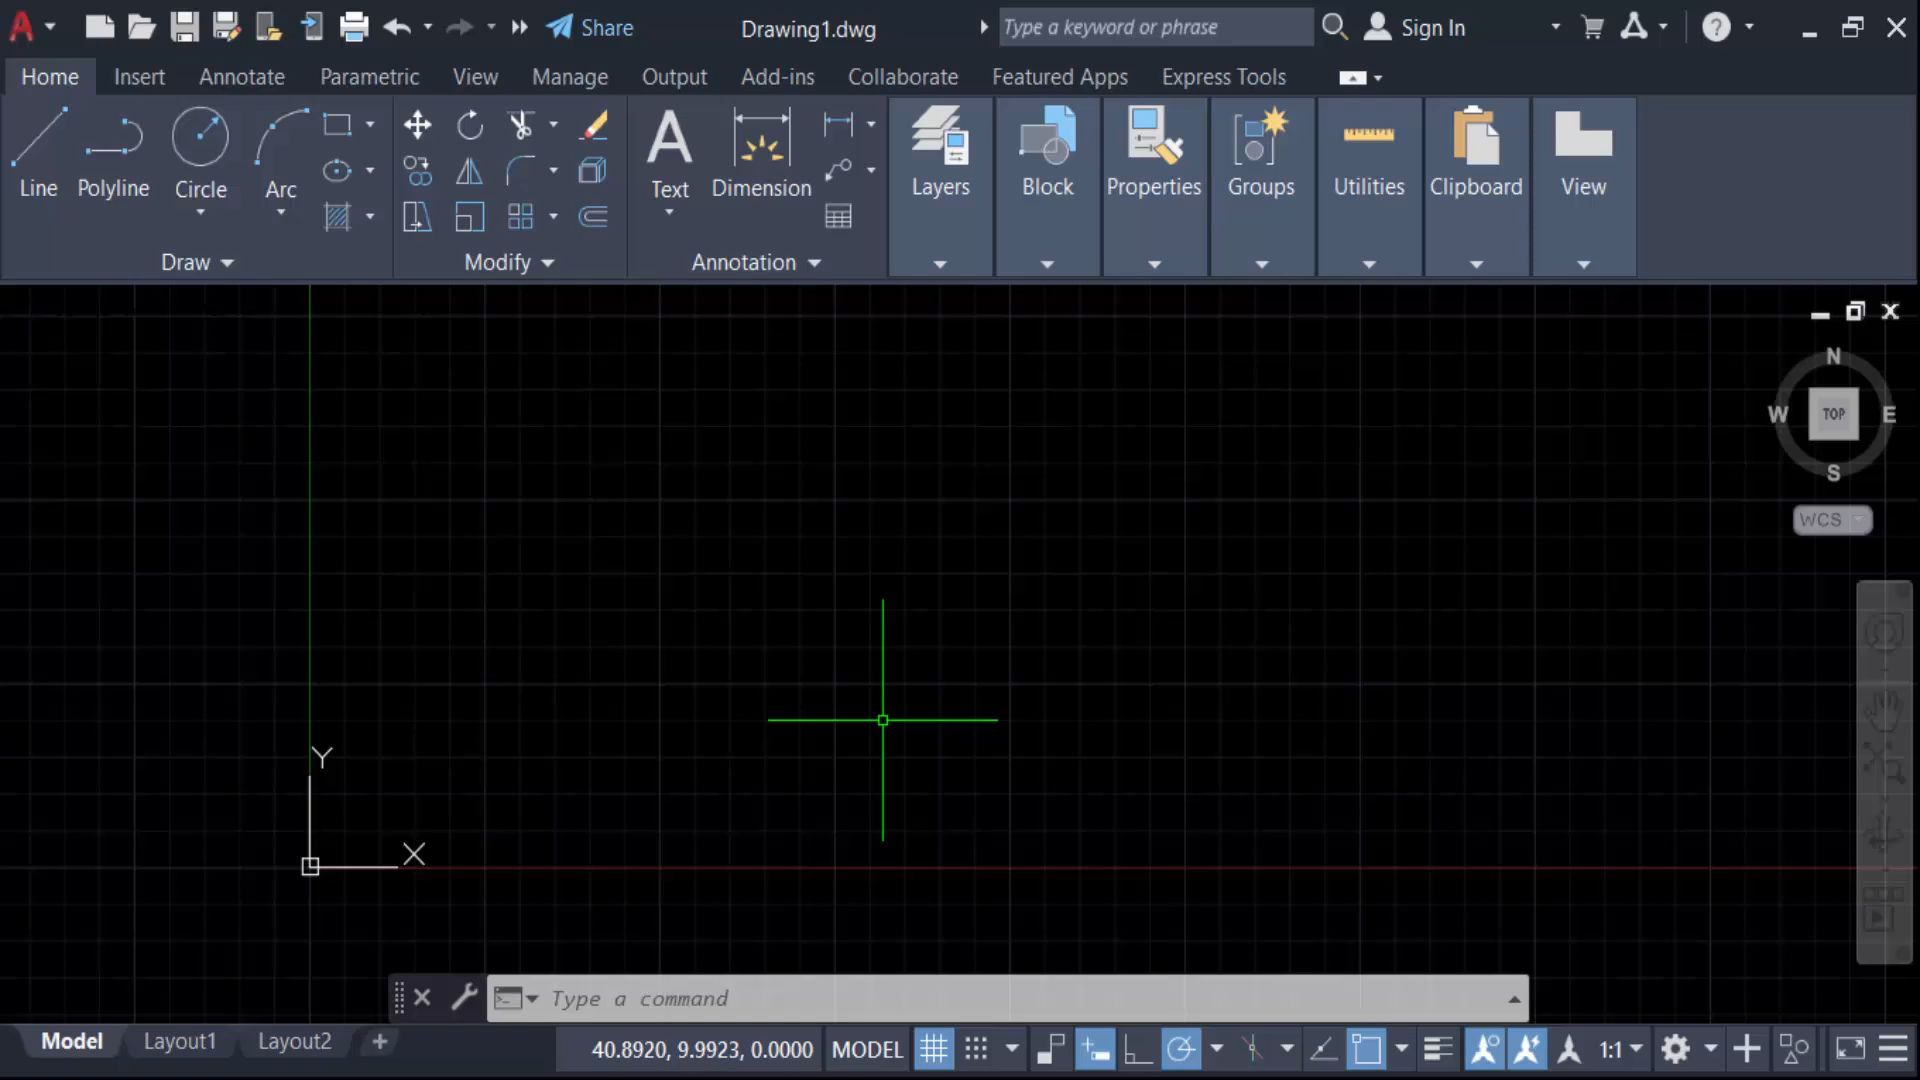 Share
Drawing1.dwg
Type a keyword or phrase
Sign In
Home
Insert
Annotate
Parametric
View
Manage
Output
Add-ins
Collaborate
Featured Apps
Express Tools
Line
Polyline
Circle
Arc
Text
Dimension
Layers
Block
Properties
Groups
Utilities
Clipboard
View
Draw
Modify
Annotation
N
W
TOP
E
S
WCS
Y
X
Type a command
Model
Layout1
Layout2
40.8920, 9.9923, 0.0000
MODEL
1:1